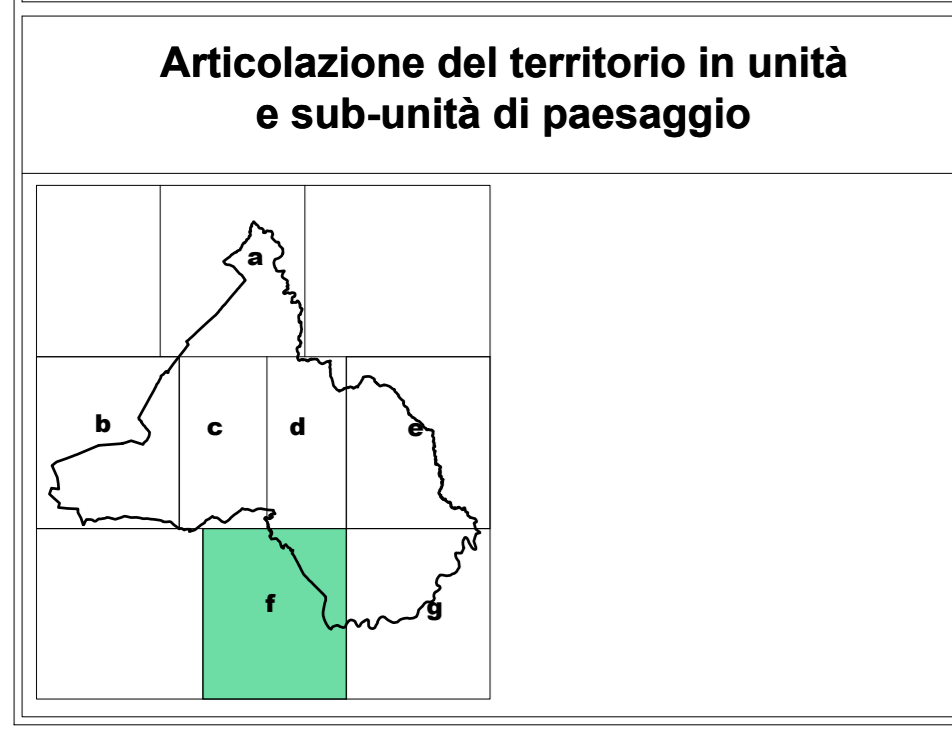 Articolazione del territorio in unità
e sub-unità di paesaggio
a
b
c
d
e
f
g